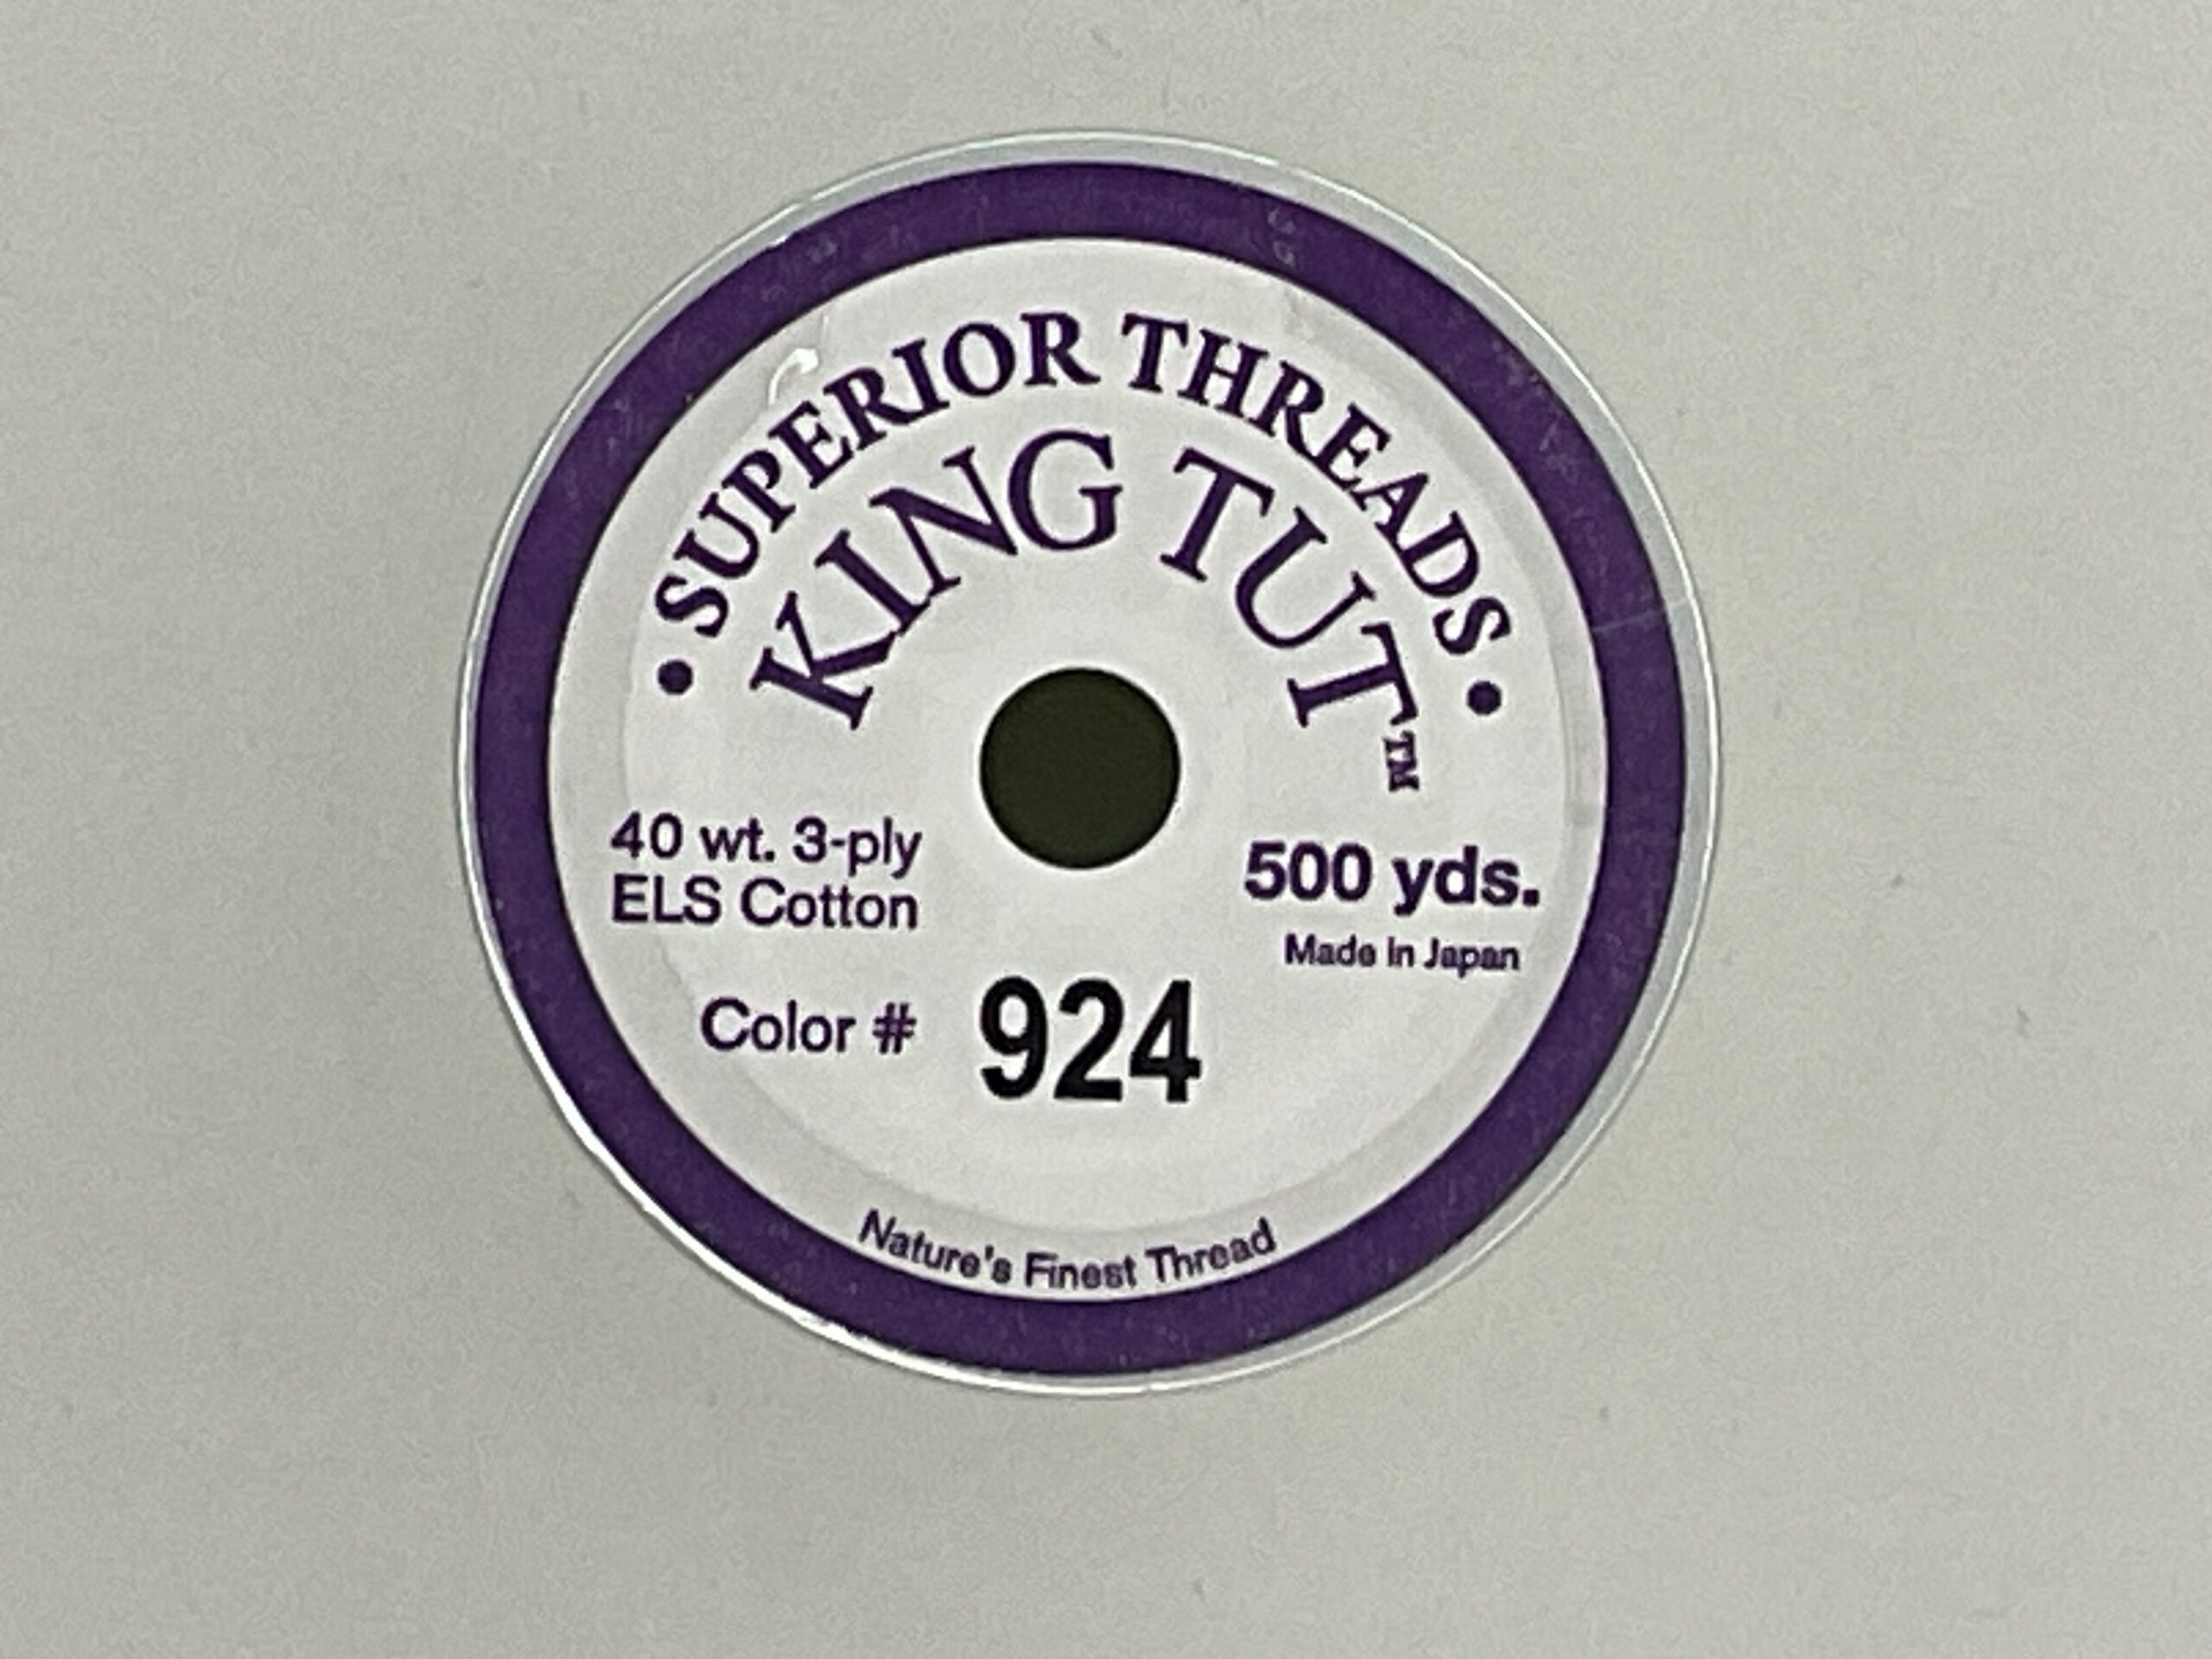 • SUPERIOR THREADS •
KING TUT™
40 wt. 3-ply
ELS Cotton
500 yds.
Made In Japan
Color # 924
Nature's Finest Thread